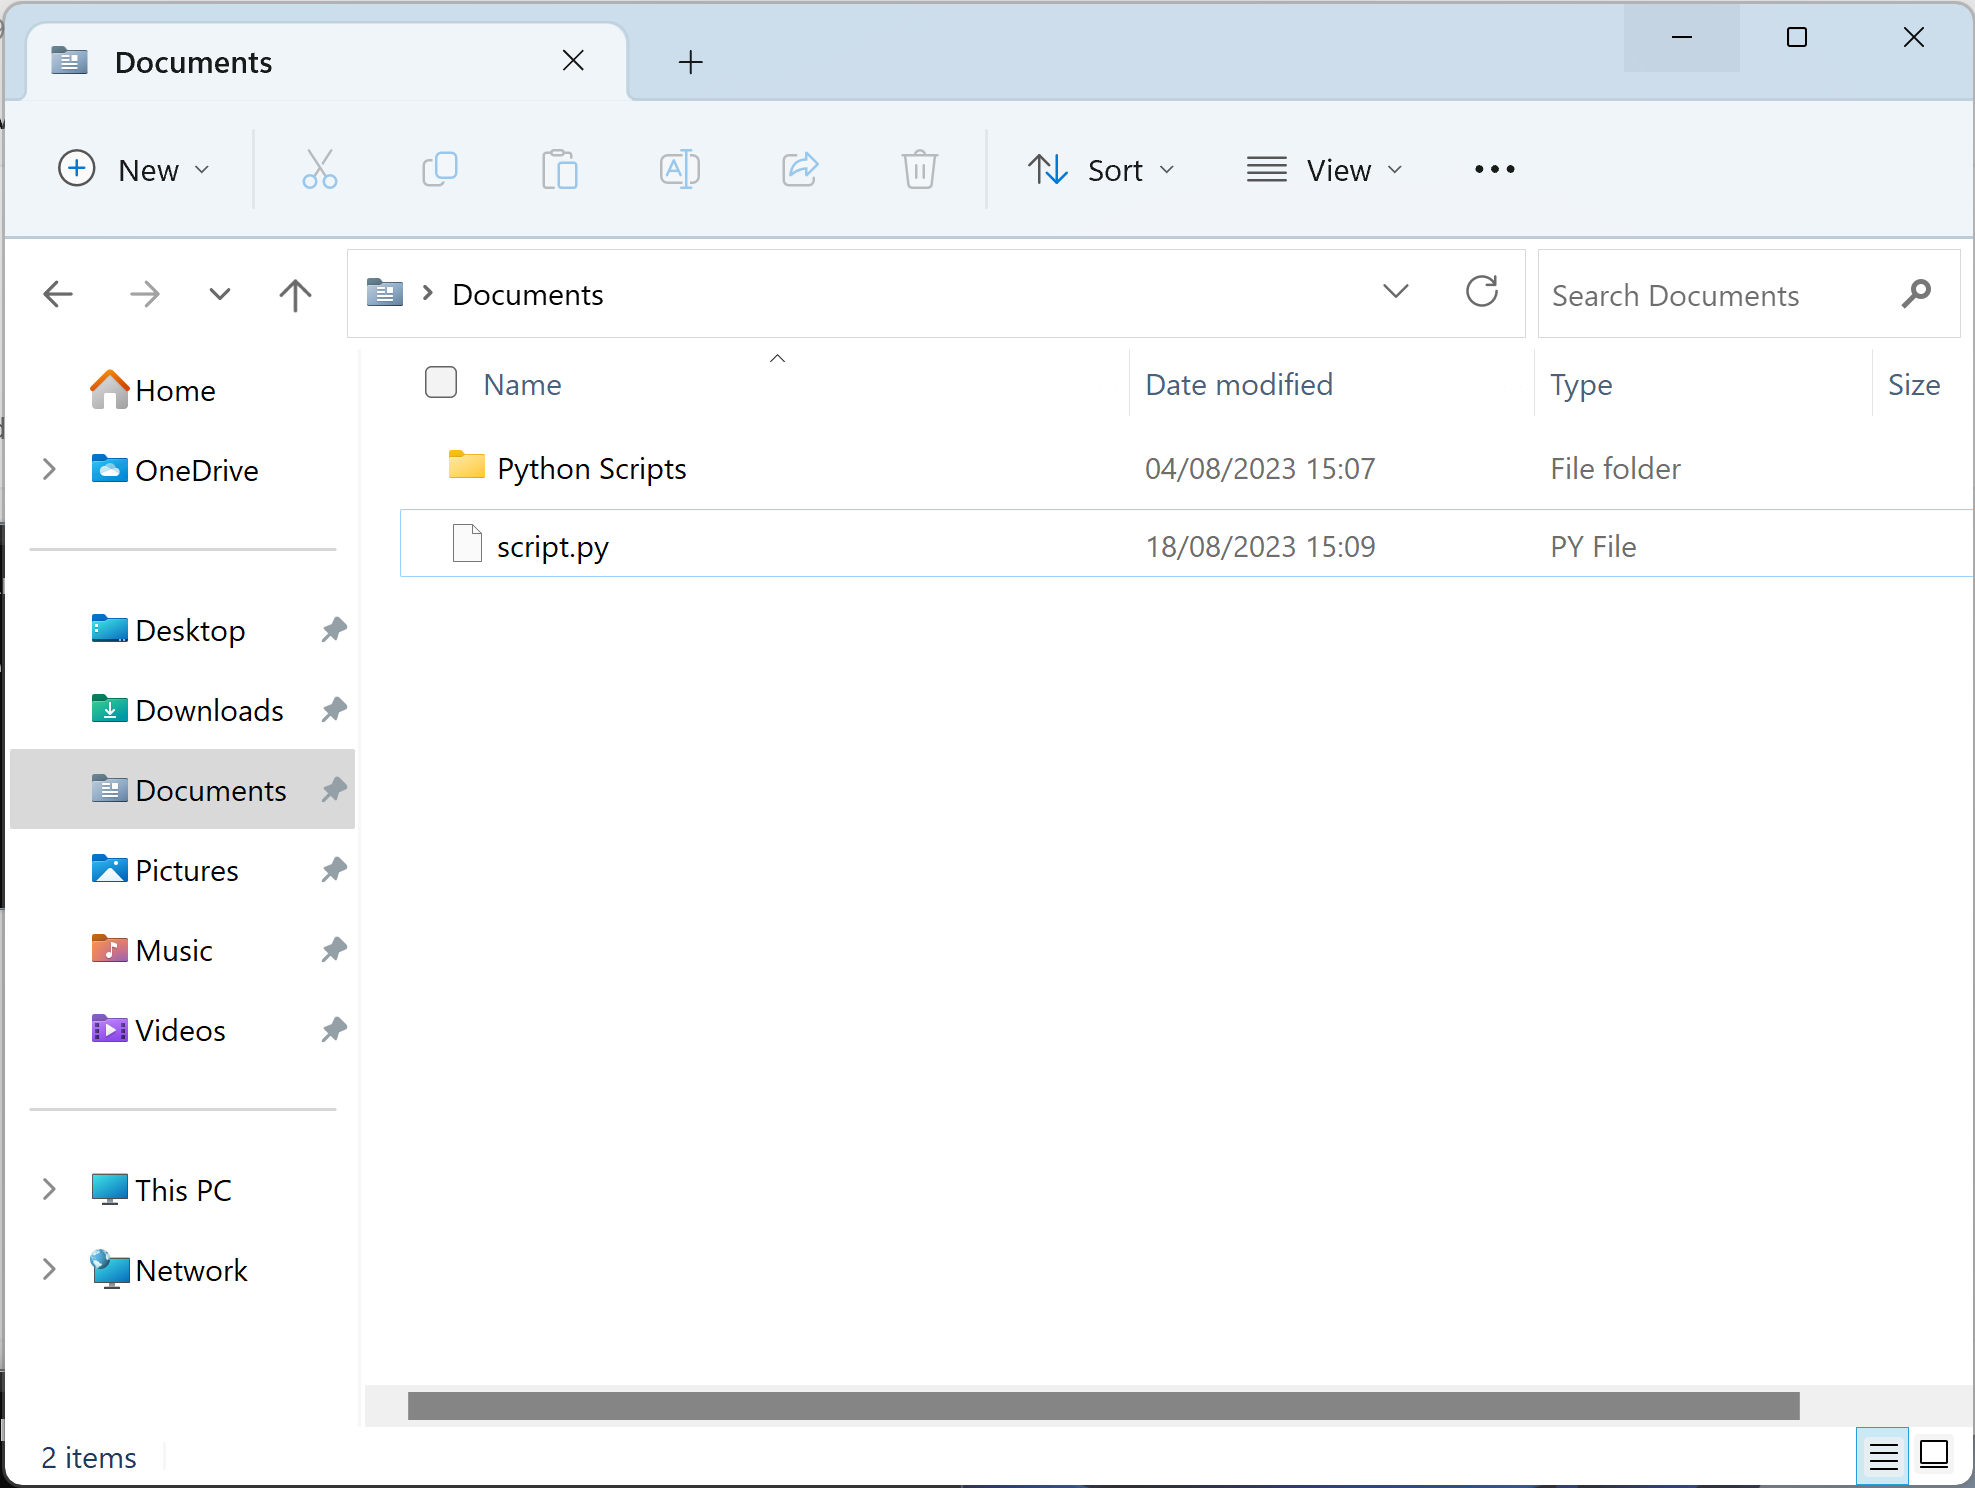 Documents
New
Sort
View
Documents
Search Documents
Home
OneDrive
Desktop
Downloads
Documents
Pictures
Music
Videos
This PC
Network
Name Date modified Type Size
Python Scripts 04/08/2023 15:07 File folder
script.py 18/08/2023 15:09 PY File
2 items